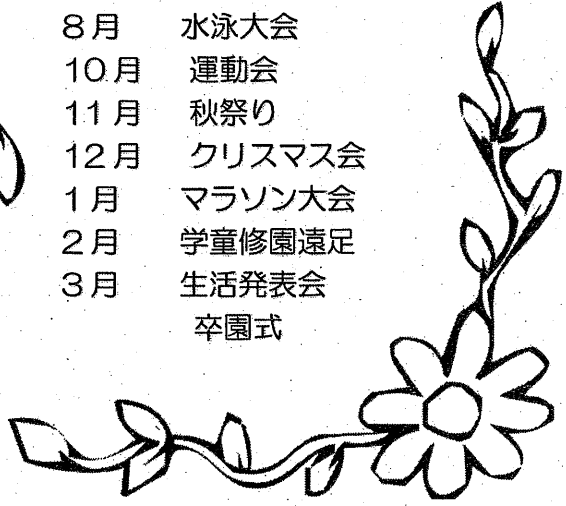 8月 水泳大会
10月 運動会
11月 秋祭り
12月 クリスマス会
1月 マラソン大会
2月 学童修園遠足
3月 生活発表会
卒園式